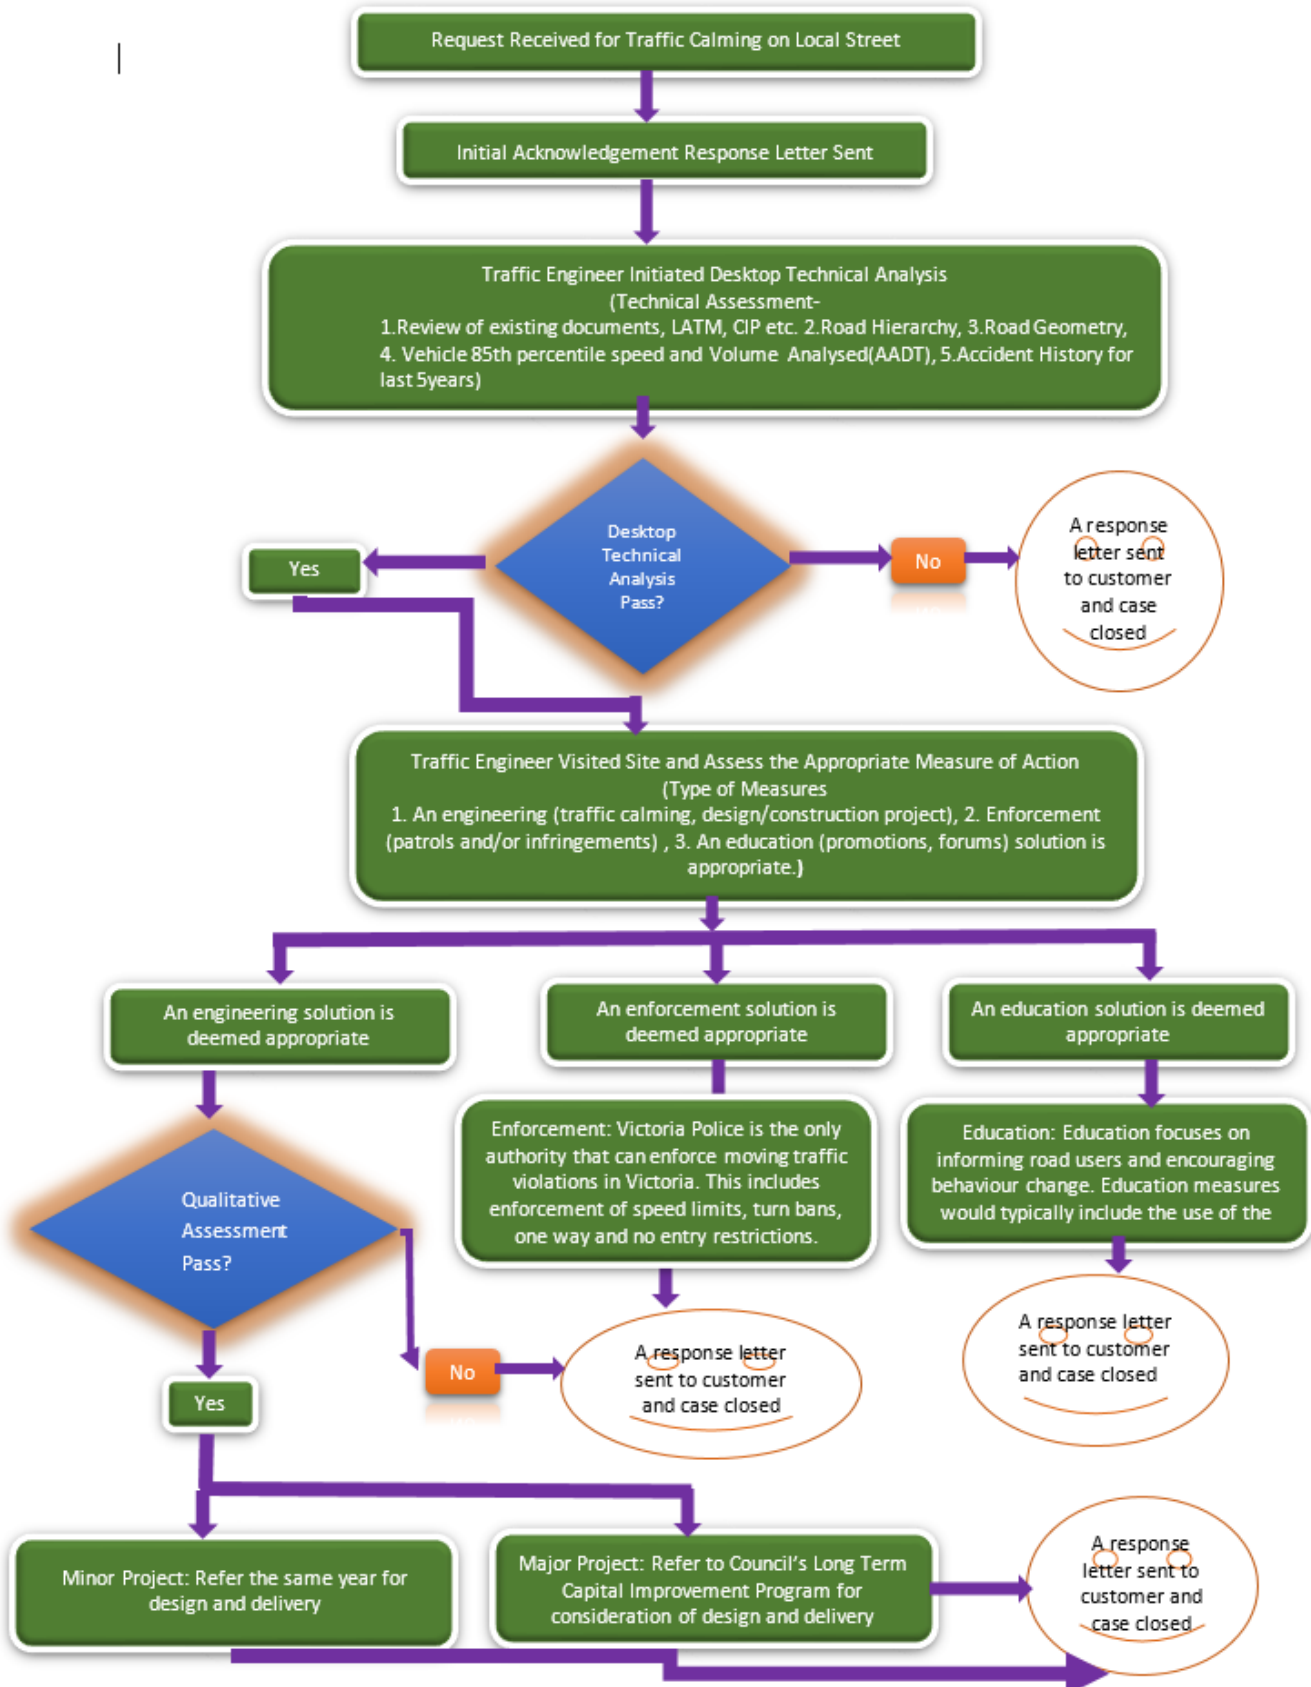 Request Received for Traffic Calming on Local Street
Initial Acknowledgement Response Letter Sent
Traffic Engineer Initiated Desktop Technical Analysis
(Technical Assessment-
1.Review of existing documents, LATM, CIP etc. 2.Road Hierarchy, 3.Road Geometry,
4. Vehicle 85th percentile speed and Volume Analysed(AADT), 5.Accident History for
last 5years)
Desktop
Technical
Analysis
Pass?
Yes
No
A response
letter sent
to customer
and case
closed
Traffic Engineer Visited Site and Assess the Appropriate Measure of Action
(Type of Measures
1. An engineering (traffic calming, design/construction project), 2. Enforcement
(patrols and/or infringements) , 3. An education (promotions, forums) solution is
appropriate.)
An engineering solution is
deemed appropriate
An enforcement solution is
deemed appropriate
An education solution is deemed
appropriate
Qualitative
Assessment
Pass?
Enforcement: Victoria Police is the only
authority that can enforce moving traffic
violations in Victoria. This includes
enforcement of speed limits, turn bans,
one way and no entry restrictions.
Education: Education focuses on
informing road users and encouraging
behaviour change. Education measures
would typically include the use of the
No
A response letter
sent to customer
and case closed
A response letter
sent to customer
and case closed
Yes
Minor Project: Refer the same year for
design and delivery
Major Project: Refer to Council's Long Term
Capital Improvement Program for
consideration of design and delivery
A response
letter sent to
customer and
case closed